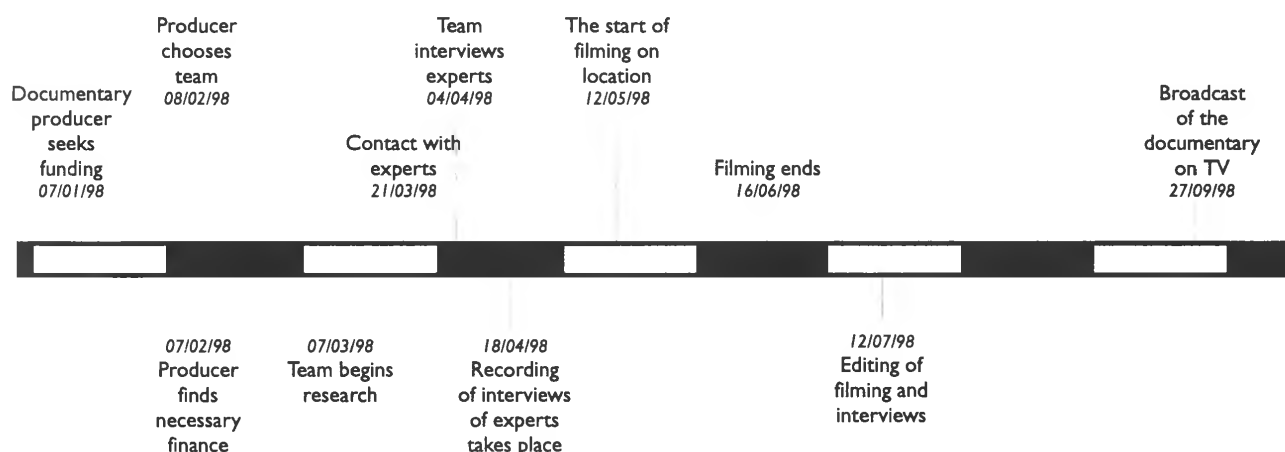 Documentary
producer
seeks
funding
07/01/98
Producer
chooses
team
08/02/98
Contact with
experts
21/03/98
Team
interviews
experts
04/04/98
The start of
filming on
location
12/05/98
Filming ends
16/06/98
Broadcast
of the
documentary
on TV
27/09/98
07/02/98
Producer
finds
necessary
finance
07/03/98
Team begins
research
18/04/98
Recording
of interviews
of experts
takes place
12/07/98
Editing of
filming and
interviews